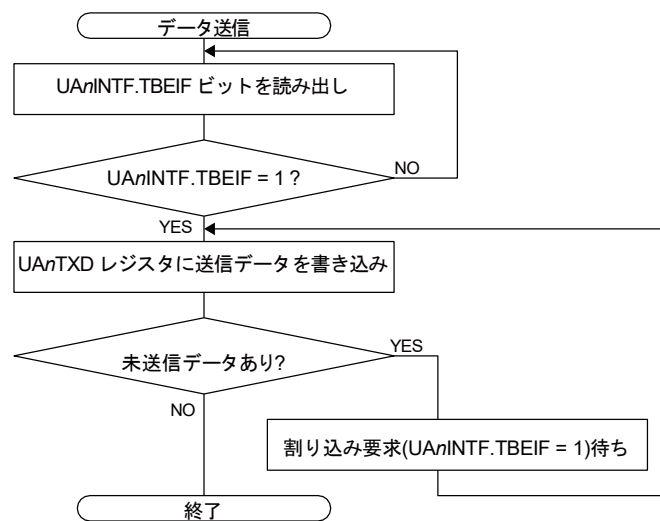 データ送信
UAnINTF.TBEIF ビットを読み出し
UAnINTF.TBEIF = 1 ?
NO
YES
UAnTXD レジスタに送信データを書き込み
未送信データあり?
YES
NO
割り込み要求(UAnINTF.TBEIF = 1)待ち
終了